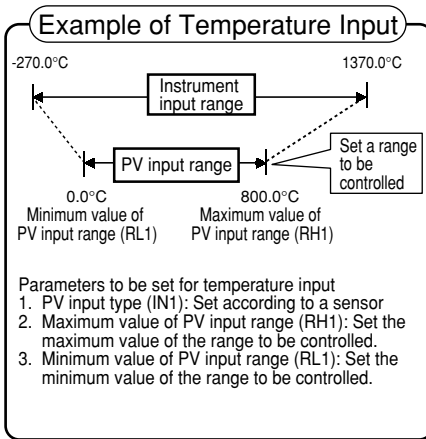 Example of Temperature Input
-270.0°C 1370.0°C
Instrument
input range
PV input range
Set a range
to be
controlled
0.0°C 800.0°C
Minimum value of Maximum value of
PV input range (RL1) PV input range (RH1)
Parameters to be set for temperature input
1. PV input type (IN1): Set according to a sensor
2. Maximum value of PV input range (RH1): Set the
maximum value of the range to be controlled.
3. Minimum value of PV input range (RL1): Set the
minimum value of the range to be controlled.